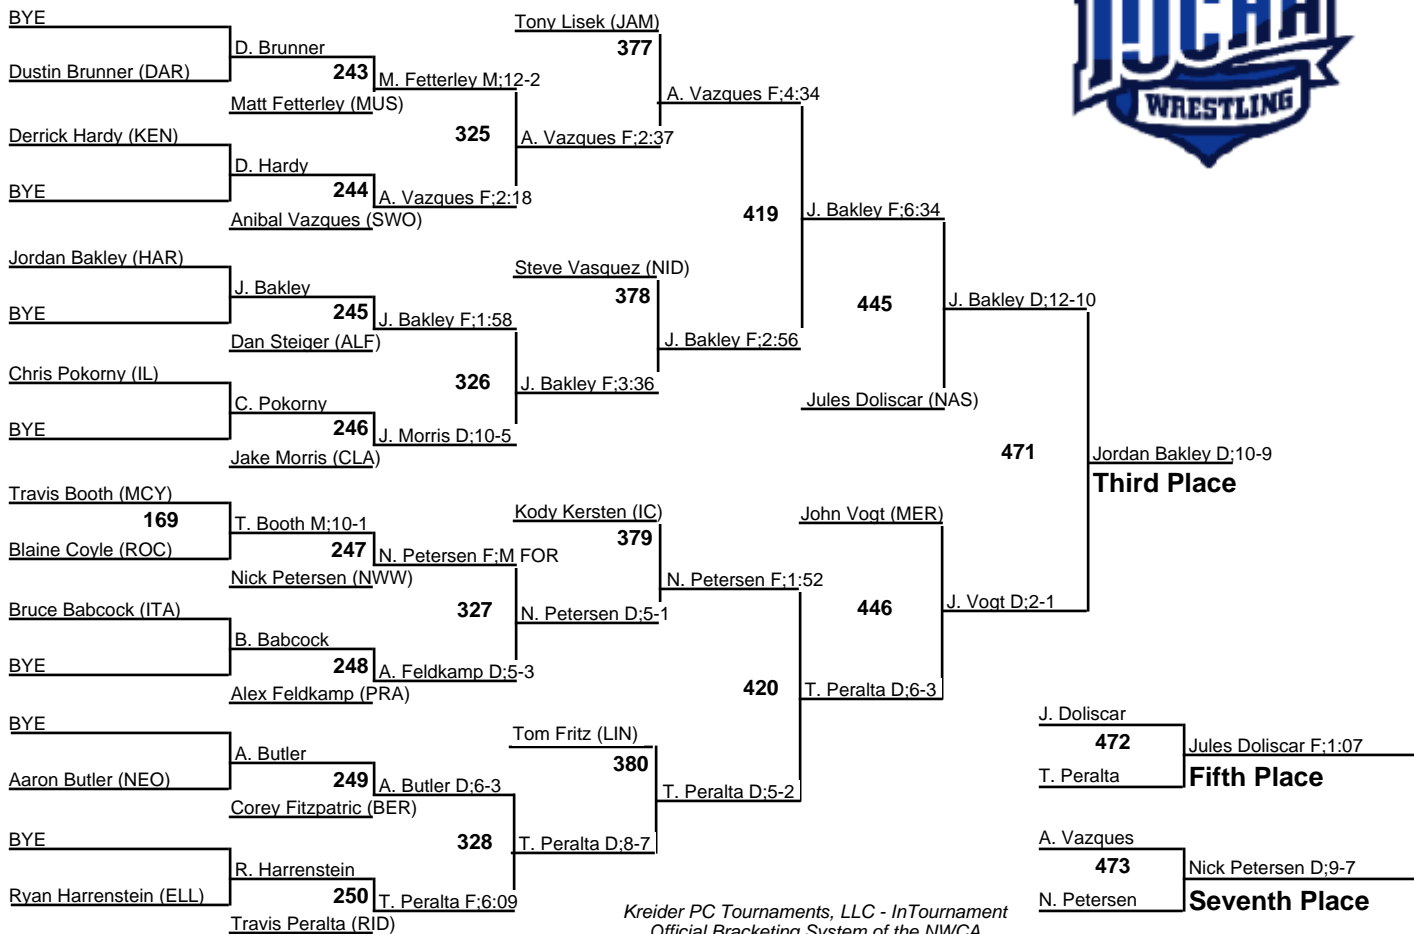 BYE
Dustin Brunner (DAR)
D. Brunner
243
Matt Fetterley (MUS)
M. Fetterley M;12-2
Derrick Hardy (KEN)
BYE
D. Hardy
244
Anibal Vazques (SWO)
A. Vazques F;2:18
325
A. Vazques F;2:37
Tony Lisek (JAM)
377
A. Vazques F;4:34
Jordan Bakley (HAR)
BYE
J. Bakley
245
Dan Steiger (ALF)
J. Bakley F;1:58
Chris Pokorny (IL)
BYE
C. Pokorny
246
Jake Morris (CLA)
J. Morris D;10-5
326
J. Bakley F;3:36
Steve Vasquez (NID)
378
J. Bakley F;2:56
419
J. Bakley F;6:34
445
Jules Doliscar (NAS)
J. Bakley D;12-10
Travis Booth (MCY)
169
Blaine Coyle (ROC)
T. Booth M;10-1
247
Nick Petersen (NWW)
N. Petersen F;M FOR
Bruce Babcock (ITA)
BYE
B. Babcock
248
Alex Feldkamp (PRA)
A. Feldkamp D;5-3
327
N. Petersen D;5-1
Kody Kersten (IC)
379
N. Petersen F;1:52
BYE
Aaron Butler (NEO)
A. Butler
249
Corey Fitzpatric (BER)
A. Butler D;6-3
BYE
Ryan Harrenstein (ELL)
R. Harrenstein
250
Travis Peralta (RID)
T. Peralta F;6:09
328
T. Peralta D;8-7
Tom Fritz (LIN)
380
T. Peralta D;5-2
420
T. Peralta D;6-3
John Vogt (MER)
446
J. Vogt D;2-1
471
Jordan Bakley D;10-9
Third Place
J. Doliscar
472
T. Peralta
Jules Doliscar F;1:07
Fifth Place
A. Vazques
473
N. Petersen
Nick Petersen D;9-7
Seventh Place
NJCAA
WRESTLING
Kreider PC Tournaments, LLC - InTournament
Official Bracketing System of the NWCA